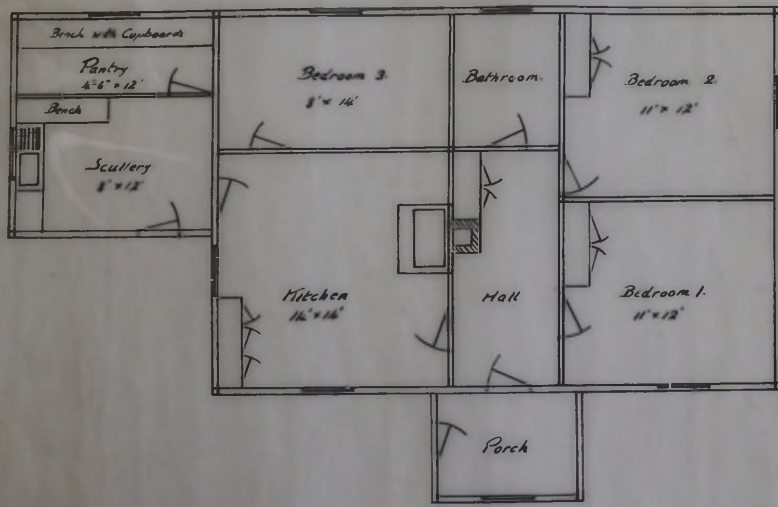 Bench with Cupboards
Pantry
4'-6" × 12'
Bench
Scullery
8' × 12'
Bedroom 3.
8' × 14'
Bathroom
Bedroom 2.
11' × 12'
Kitchen
14' × 14'
Hall
Bedroom 1.
11' × 12'
Porch